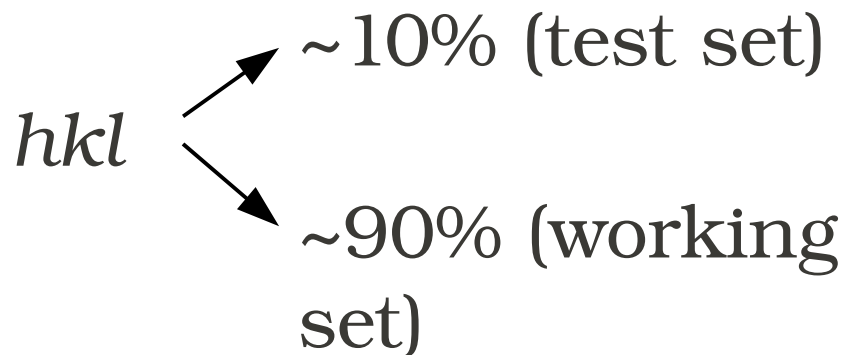 ~10% (test set)
hkl
~90% (working
set)